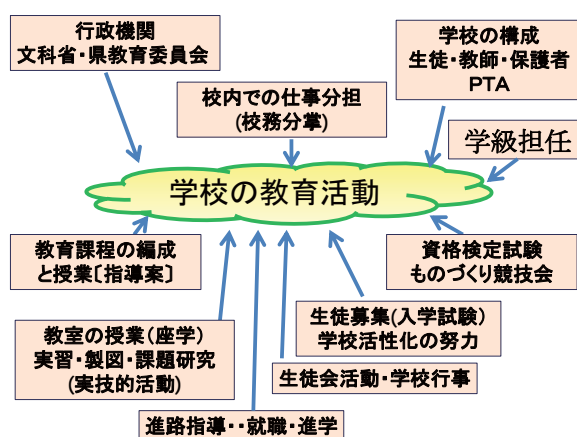 行政機関
文科省・県教育委員会
学校の構成
生徒・教師・保護者
PTA
校内での仕事分担
(校務分掌)
学級担任
学校の教育活動
教育課程の編成
と授業〔指導案〕
資格検定試験
ものづくり競技会
教室の授業(座学)
実習・製図・課題研究
(実技的活動)
生徒募集(入学試験)
学校活性化の努力
生徒会活動・学校行事
進路指導・・就職・進学